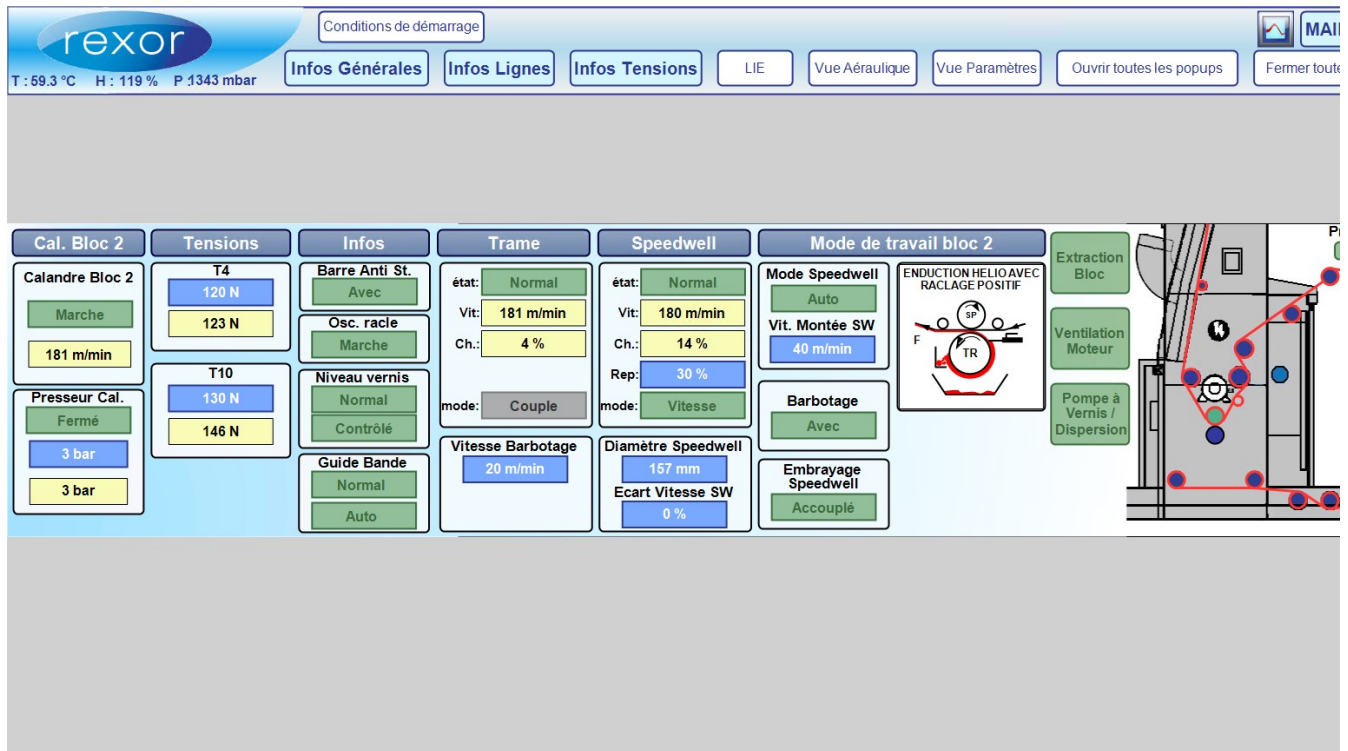 rexor
T : 59.3 °C H : 119 % P :1343 mbar
Conditions de démarrage
MAI
Infos Générales
Infos Lignes
Infos Tensions
LIE
Vue Aéraulique
Vue Paramètres
Ouvrir toutes les popups
Fermer toute
Cal. Bloc 2
Calandre Bloc 2
Marche
181 m/min
Presseur Cal.
Fermé
3 bar
3 bar
Tensions
T4
120 N
123 N
T10
130 N
146 N
Infos
Barre Anti St.
Avec
Osc. racle
Marche
Niveau vernis
Normal
Contrôlé
Guide Bande
Normal
Auto
Trame
état: Normal
Vit: 181 m/min
Ch.: 4 %
mode: Couple
Vitesse Barbotage
20 m/min
Speedwell
état: Normal
Vit: 180 m/min
Ch.: 14 %
Rep: 30 %
mode: Vitesse
Diamètre Speedwell
157 mm
Ecart Vitesse SW
0 %
Mode de travail bloc 2
Mode Speedwell
Auto
Vit. Montée SW
40 m/min
Barbotage
Avec
Embrayage
Speedwell
Accouplé
ENDUCTION HELIO AVEC
RACLAGE POSITIF
SP
F
TR
Extraction
Bloc
Ventilation
Moteur
Pompe à
Vernis /
Dispersion